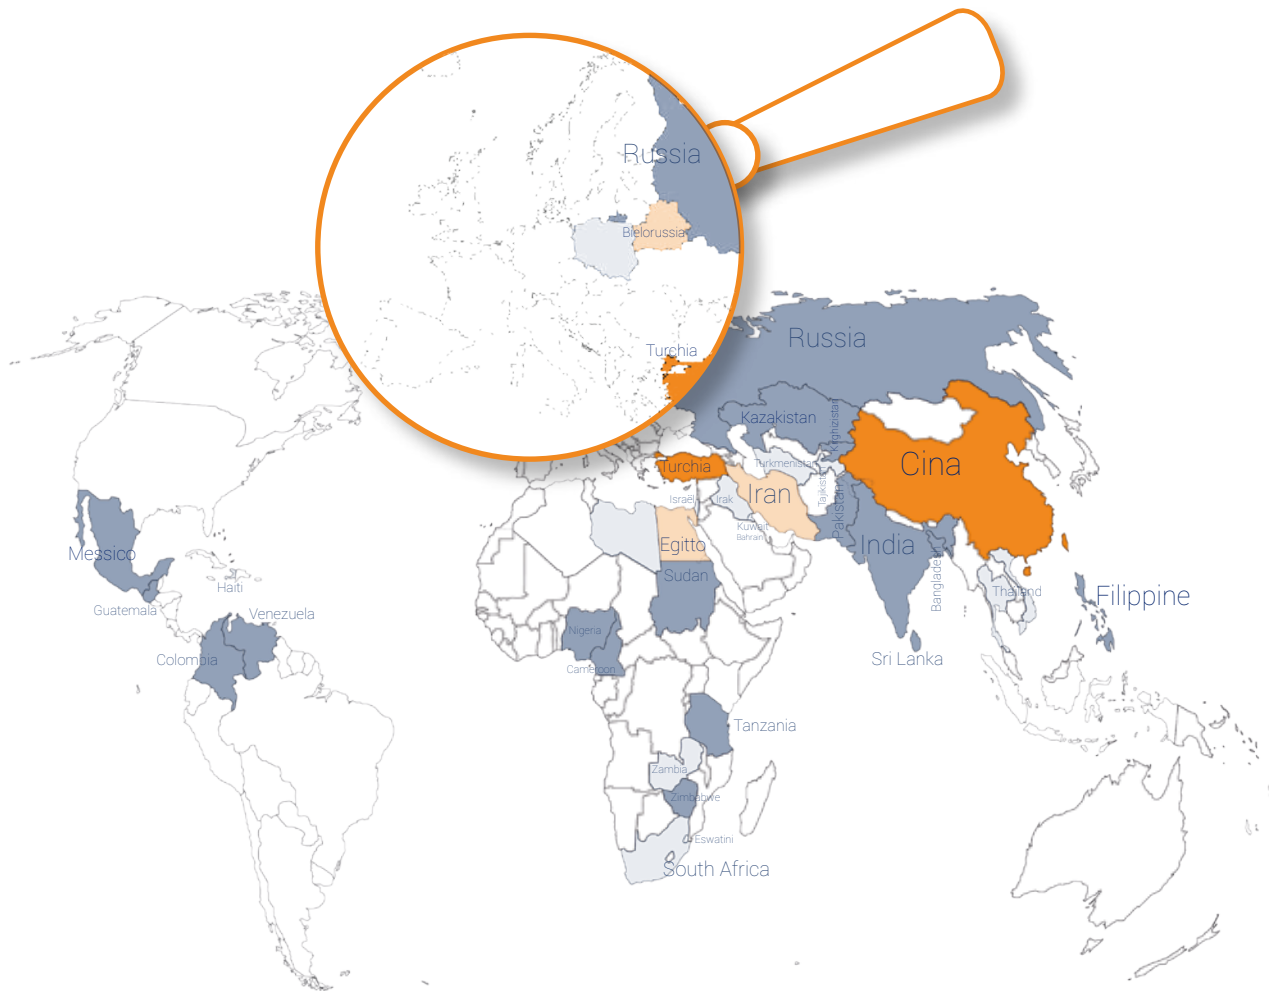 Russia
Bielorussia
Russia
Turchia
Kazakistan
Kirghizistan
Cina
Turchia
Turkmenistan
Tajikistan
Iran
Israël
Irak
Pakistan
Kuwait
Bahrain
Egitto
India
Messico
Sudan
Bangladesh
Haiti
Thailand
Filippine
Guatemala
Venezuela
Nigeria
Colombia
Cameroon
Sri Lanka
Tanzania
Zambia
Zimbabwe
Eswatini
South Africa